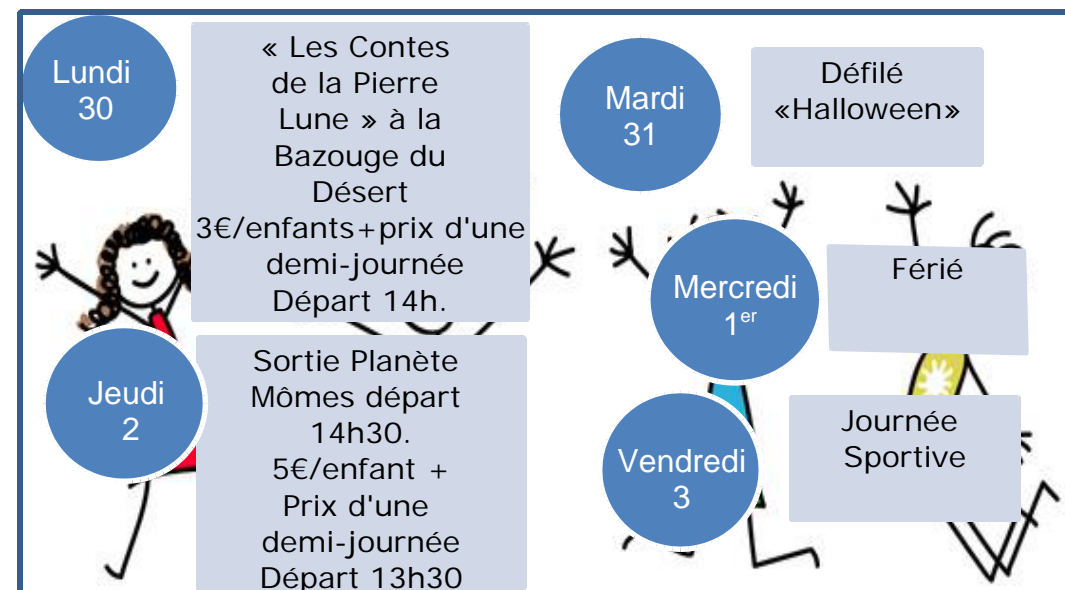 Lundi
30
« Les Contes
de la Pierre
Lune » à la
Bazouge du
Désert
3€/enfants+prix d'une
demi-journée
Départ 14h.
Mardi
31
Défilé
«Halloween»
Mercredi
1er
Férié
Jeudi
2
Sortie Planète
Mômes départ
14h30.
5€/enfant +
Prix d'une
demi-journée
Départ 13h30
Vendredi
3
Journée
Sportive